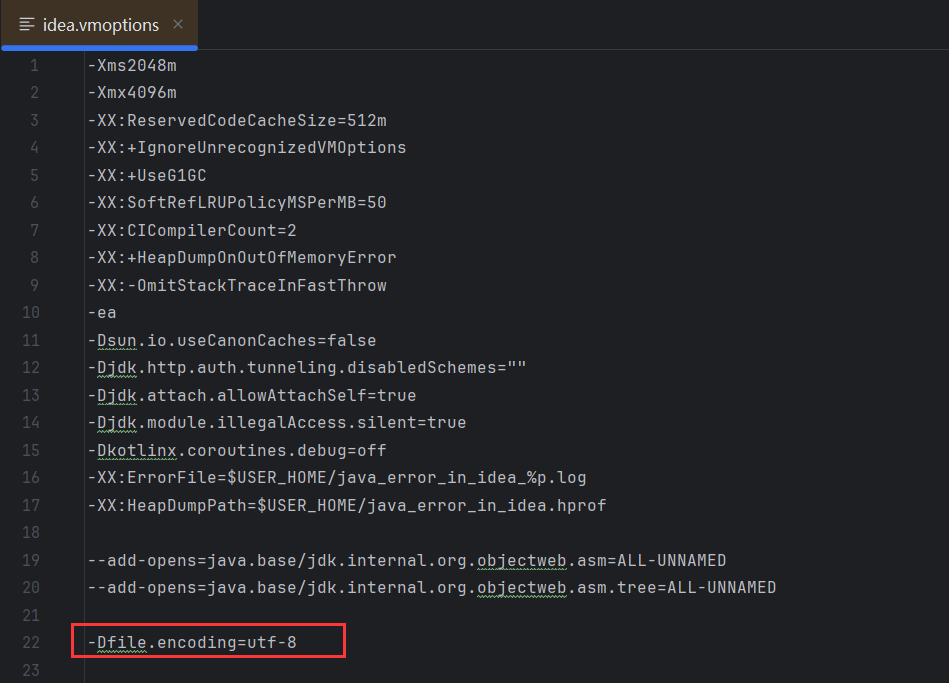 idea.vmoptions
1 -Xms2048m
2 -Xmx4096m
3 -XX:ReservedCodeCacheSize=512m
4 -XX:+IgnoreUnrecognizedVMOptions
5 -XX:+UseG1GC
6 -XX:SoftRefLRUPolicyMSPerMB=50
7 -XX:CICompilerCount=2
8 -XX:+HeapDumpOnOutOfMemoryError
9 -XX:-OmitStackTraceInFastThrow
10 -ea
11 -Dsun.io.useCanonCaches=false
12 -Djdk.http.auth.tunneling.disabledSchemes=""
13 -Djdk.attach.allowAttachSelf=true
14 -Djdk.module.illegalAccess.silent=true
15 -Dkotlinx.coroutines.debug=off
16 -XX:ErrorFile=$USER_HOME/java_error_in_idea_%p.log
17 -XX:HeapDumpPath=$USER_HOME/java_error_in_idea.hprof
18
19 --add-opens=java.base/jdk.internal.org.objectweb.asm=ALL-UNNAMED
20 --add-opens=java.base/jdk.internal.org.objectweb.asm.tree=ALL-UNNAMED
21
22 -Dfile.encoding=utf-8
23